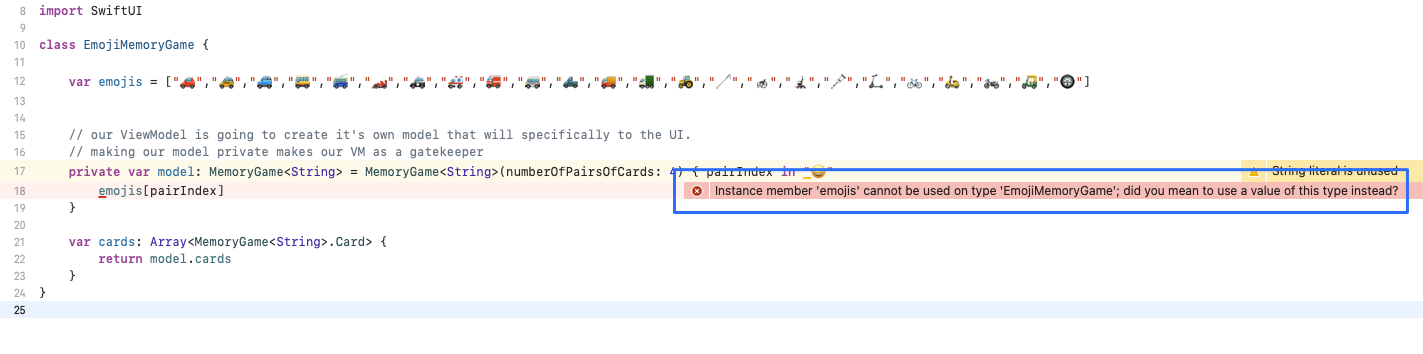 8 import SwiftUI
9
10 class EmojiMemoryGame {
11
12 var emojis = ["🚗","🚕","🚙","🚌","🚎","🏎","🚓","🚑","🚒","🚐","🛻","🚚","🚛","🚜","🦯","🦽","🦼","🩼","🛴","🚲","🛵","🏍","🛺","🛞"]
13
14
15 // our ViewModel is going to create it's own model that will specifically to the UI.
16 // making our model private makes our VM as a gatekeeper
17 private var model: MemoryGame<String> = MemoryGame<String>(numberOfPairsOfCards: 4) { pairIndex in "😀" String literal is unused
18 emojis[pairIndex] Instance member 'emojis' cannot be used on type 'EmojiMemoryGame'; did you mean to use a value of this type instead?
19 }
20
21 var cards: Array<MemoryGame<String>.Card> {
22 return model.cards
23 }
24 }
25